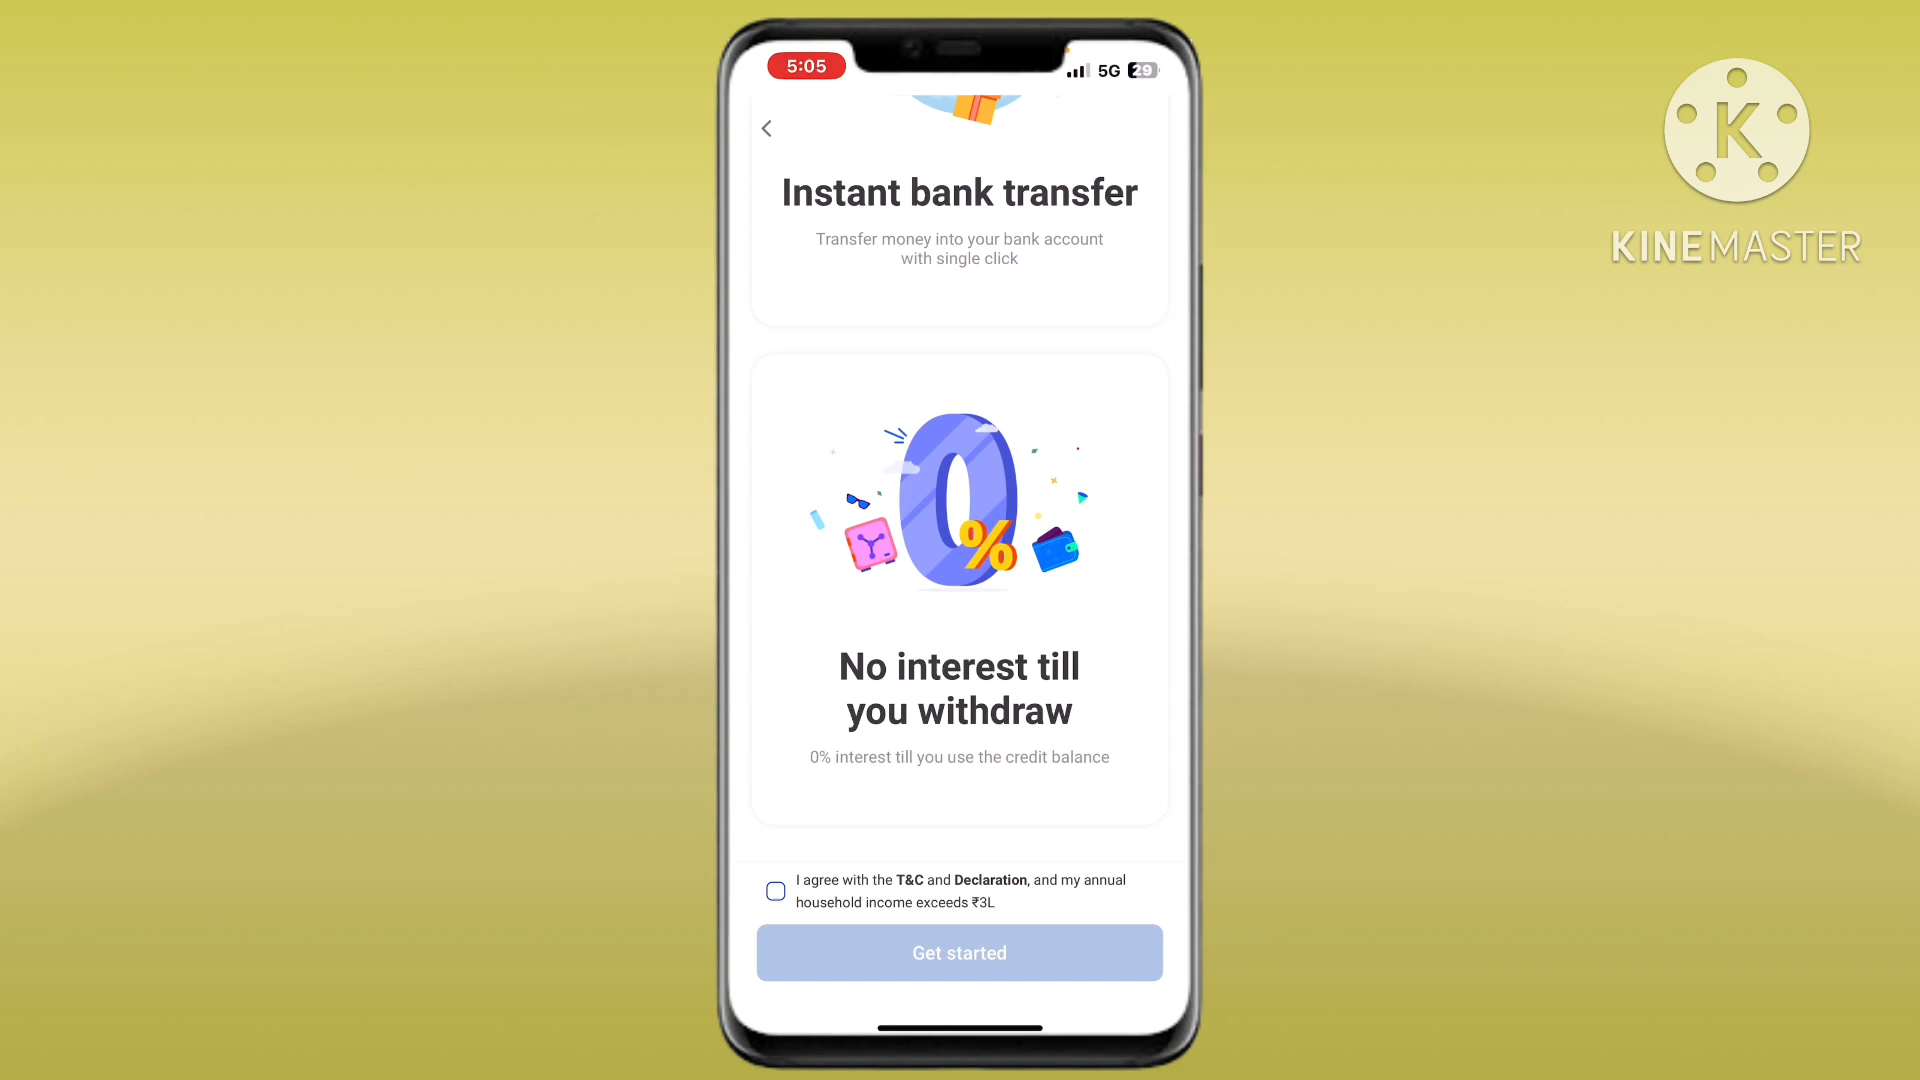 5:05
5G 29
Instant bank transfer
Transfer money into your bank account
with single click
0%
No interest till
you withdraw
0% interest till you use the credit balance
I agree with the T&C and Declaration, and my annual
household income exceeds ₹3L
Get started
K
KINEMASTER